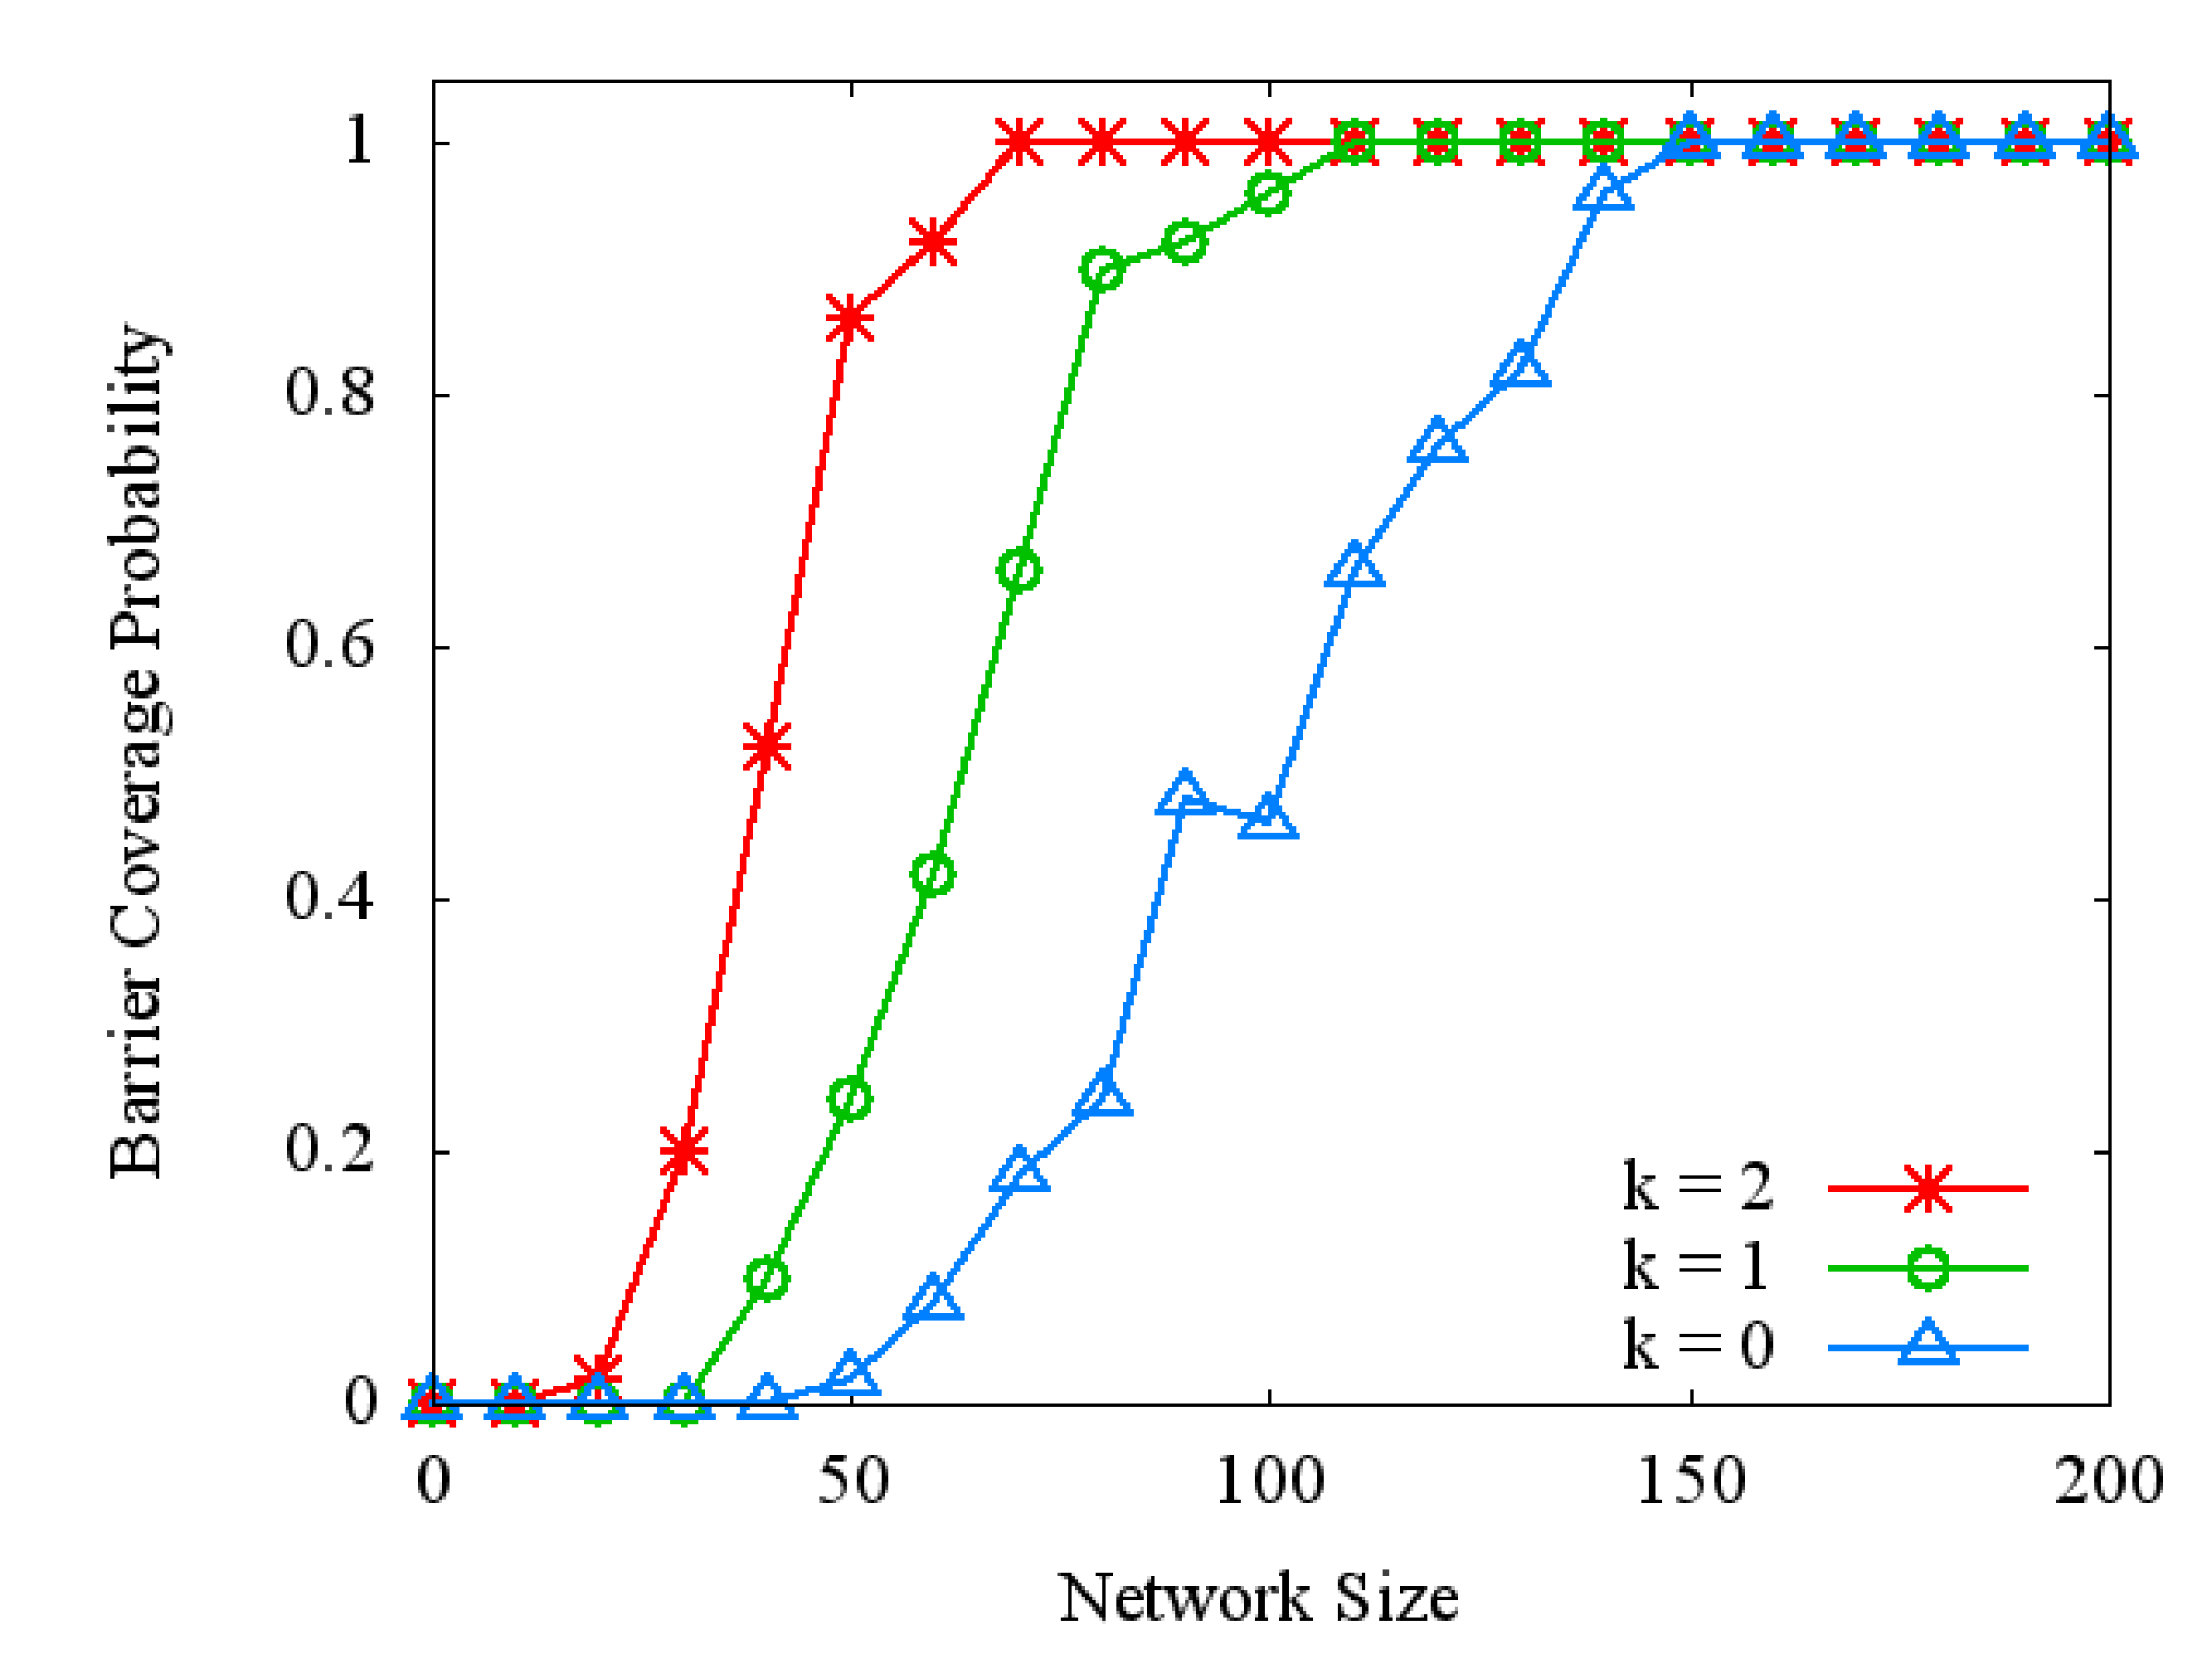 Barrier Coverage Probability
1
0.8
0.6
0.4
0.2
0
0 50 100 150 200
Network Size
k = 2
k = 1
k = 0